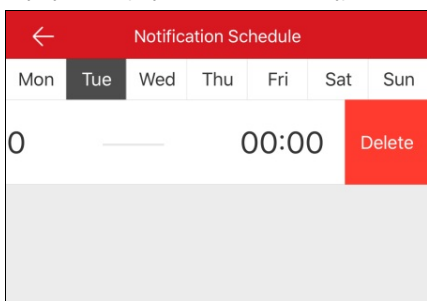 Notification Schedule
Mon Tue Wed Thu Fri Sat Sun
0 00:00 Delete